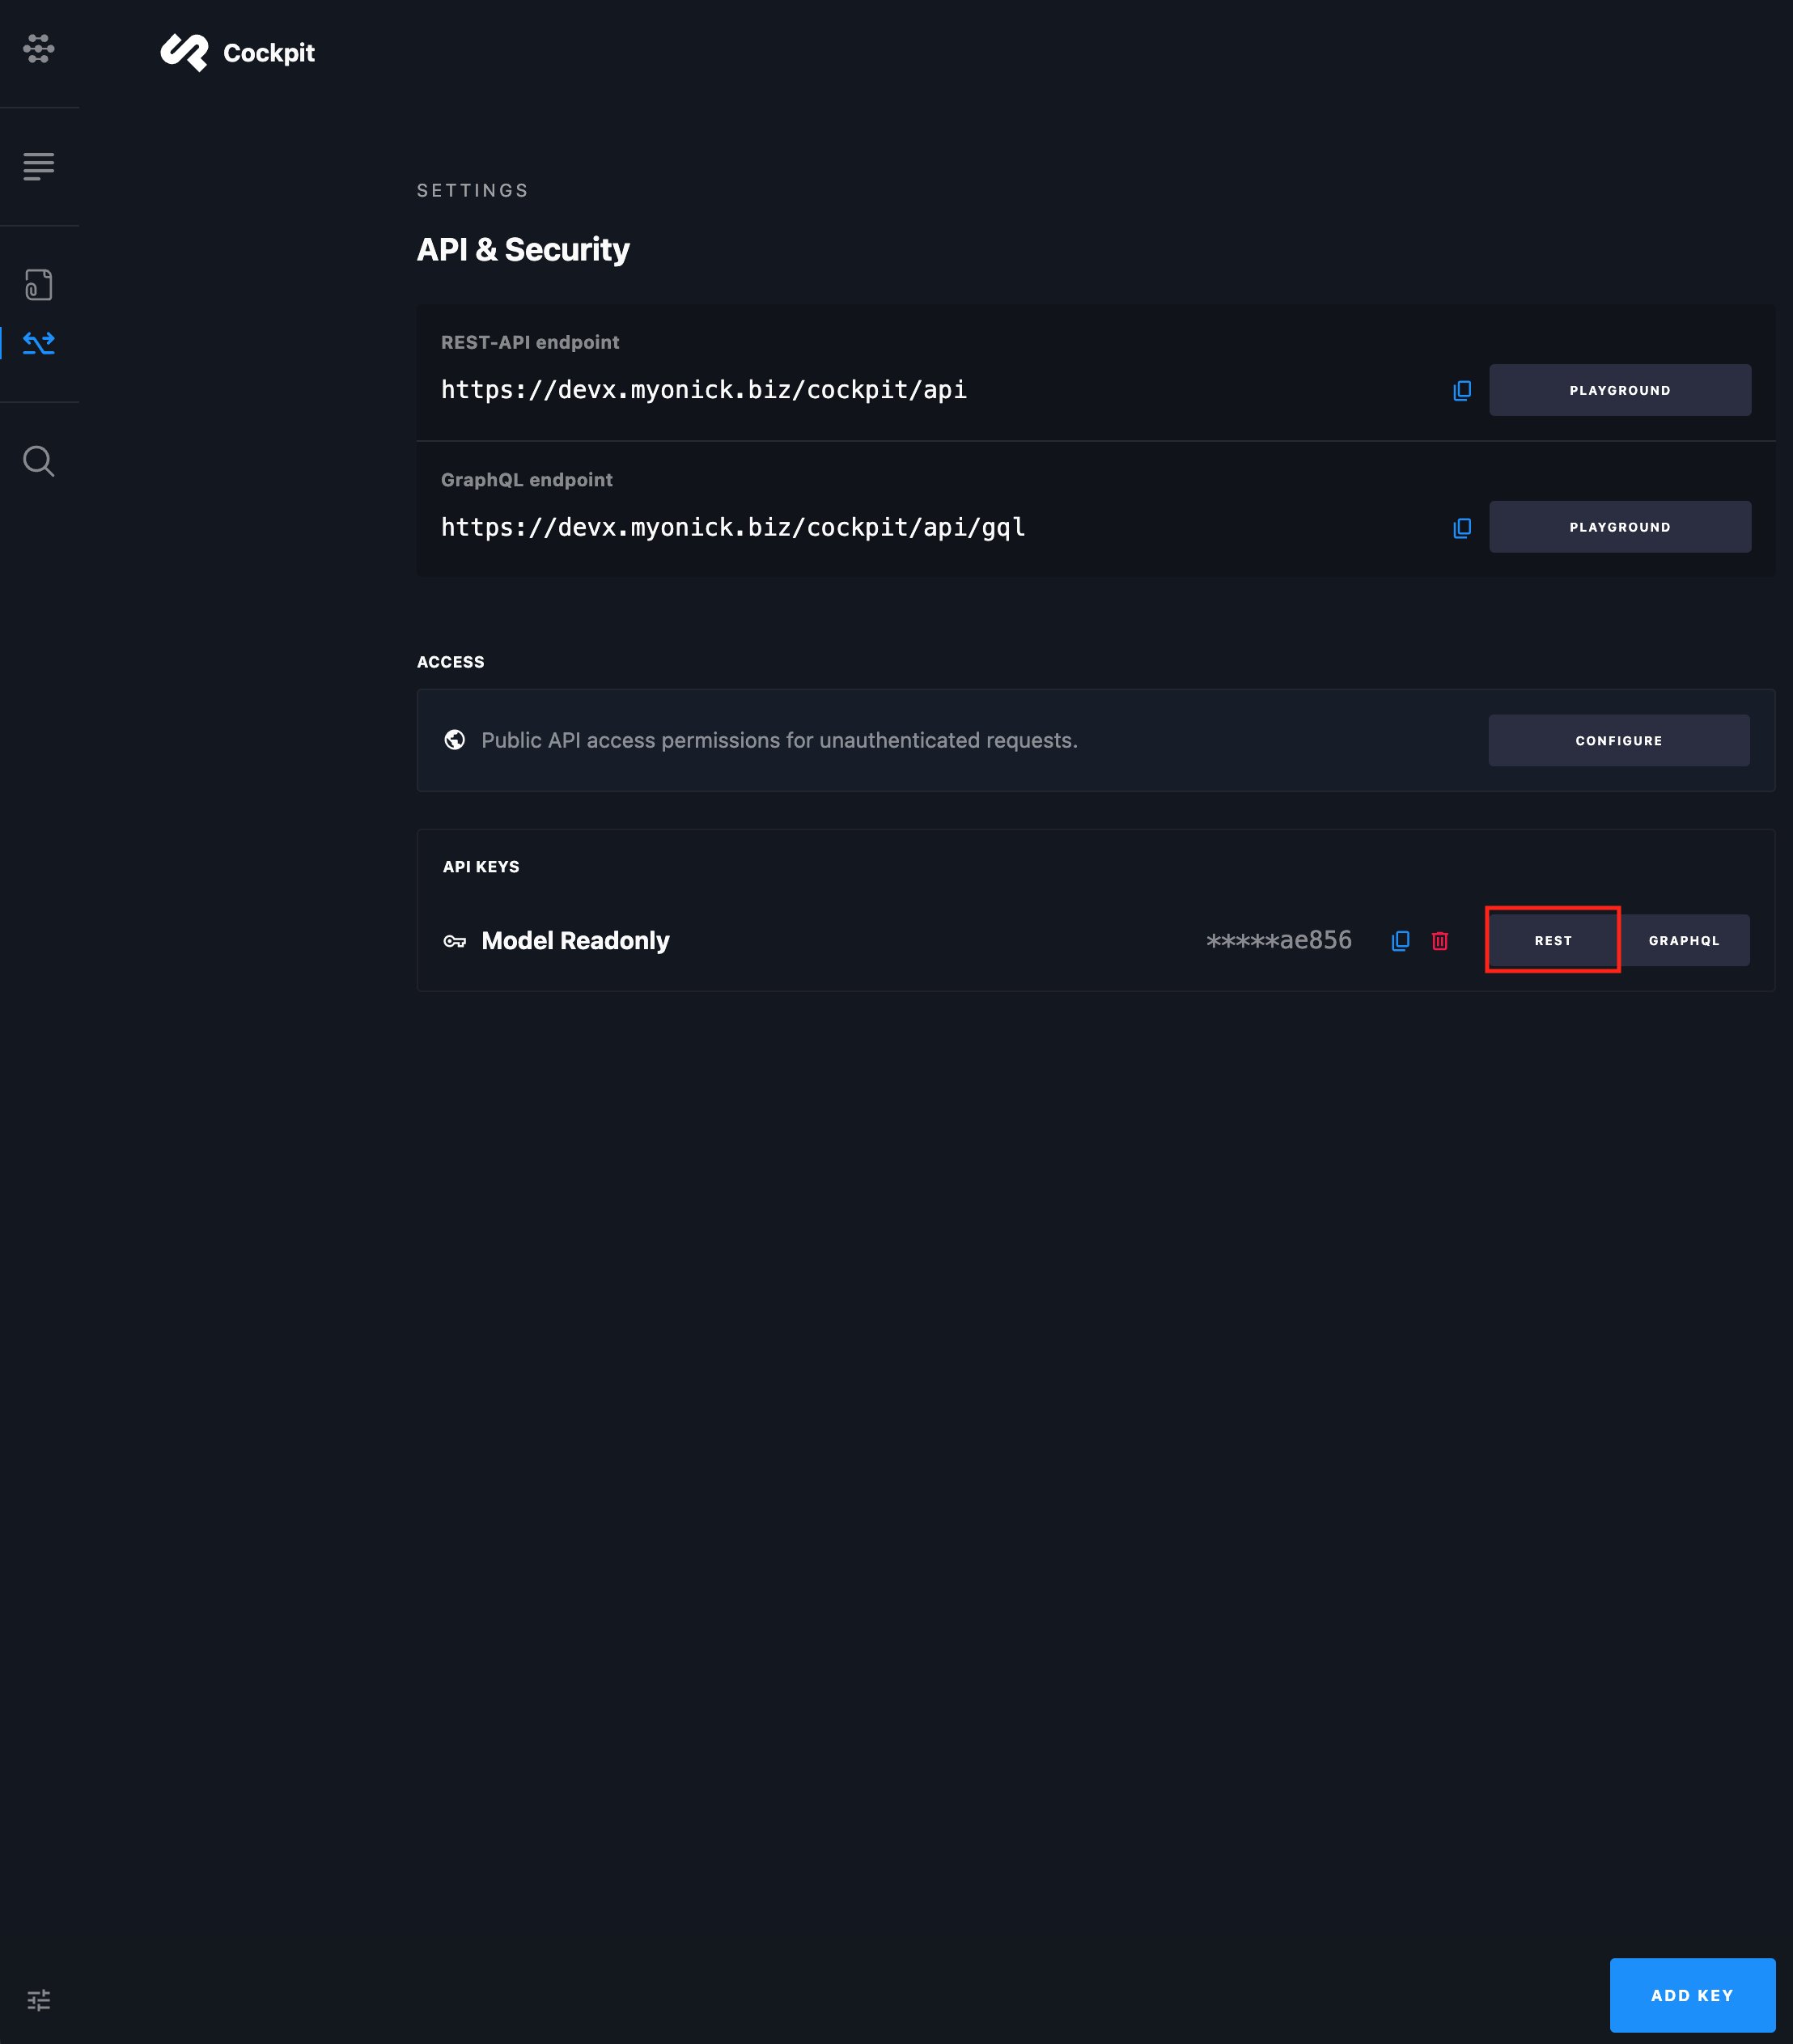 Cockpit
SETTINGS
API & Security
REST-API endpoint
https://devx.myonick.biz/cockpit/api
PLAYGROUND
GraphQL endpoint
https://devx.myonick.biz/cockpit/api/gql
PLAYGROUND
ACCESS
Public API access permissions for unauthenticated requests.
CONFIGURE
API KEYS
Model Readonly
*****ae856
REST
GRAPHQL
ADD KEY